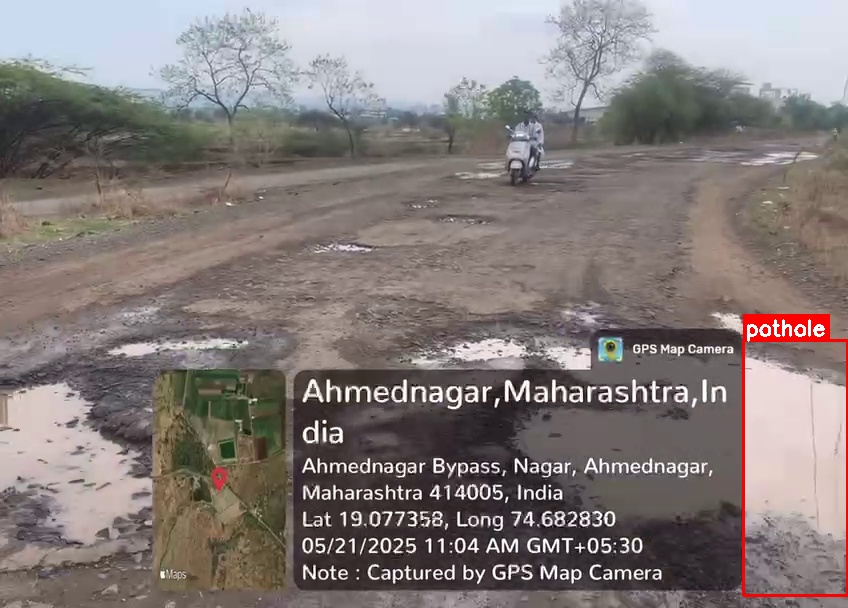 pothole
GPS Map Camera
Ahmednagar,Maharashtra,In
dia
Ahmednagar Bypass, Nagar, Ahmednagar,
Maharashtra 414005, India
Lat 19.077358, Long 74.682830
05/21/2025 11:04 AM GMT+05:30
Note : Captured by GPS Map Camera
Maps